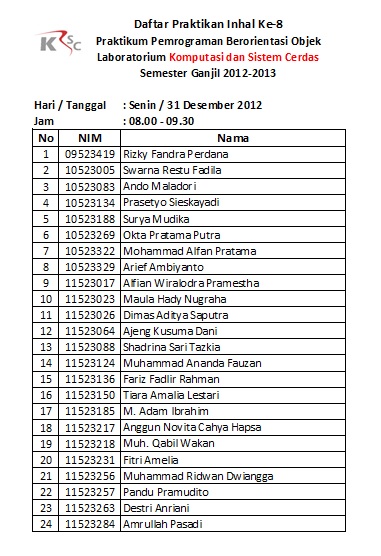 Daftar Praktikan Inhal Ke-8
KSC
Praktikum Pemrograman Berorientasi Objek
Laboratorium Komputasi dan Sistem Cerdas
Semester Ganjil 2012-2013
Hari / Tanggal : Senin / 31 Desember 2012
Jam : 08.00 - 09.30
No NIM Nama
1 09523419 Rizky Fandra Perdana
2 10523005 Swarna Restu Fadila
3 10523083 Ando Maladori
4 10523134 Prasetyo Sieskayadi
5 10523188 Surya Mudika
6 10523269 Okta Pratama Putra
7 10523322 Mohammad Alfan Pratama
8 10523329 Arief Ambiyanto
9 11523017 Alfian Wiralodra Pramestha
10 11523023 Maula Hady Nugraha
11 11523026 Dimas Aditya Saputra
12 11523064 Ajeng Kusuma Dani
13 11523088 Shadrina Sari Tazkia
14 11523124 Muhammad Ananda Fauzan
15 11523136 Fariz Fadlir Rahman
16 11523150 Tiara Amalia Lestari
17 11523185 M. Adam Ibrahim
18 11523217 Anggun Novita Cahya Hapsa
19 11523218 Muh. Qabil Wakan
20 11523231 Fitri Amelia
21 11523256 Muhammad Ridwan Dwiangga
22 11523257 Pandu Pramudito
23 11523263 Destri Anriani
24 11523284 Amrullah Pasadi